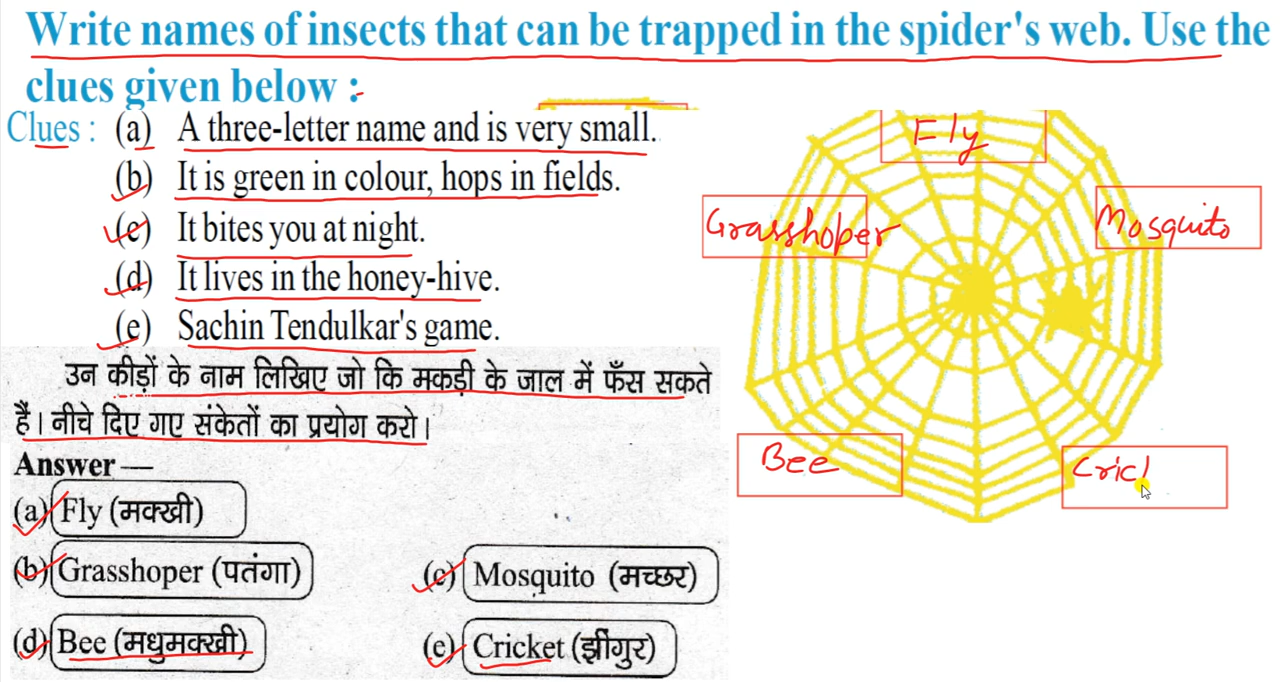 Write names of insects that can be trapped in the spider's web. Use the
clues given below :-
Clues : (a) A three-letter name and is very small.
(b) It is green in colour, hops in fields.
(c) It bites you at night.
(d) It lives in the honey-hive.
(e) Sachin Tendulkar's game.
उन कीड़ों के नाम लिखिए जो कि मकड़ी के जाल में फँस सकते
हैं। नीचे दिए गए संकेतों का प्रयोग करो।
Answer —
(a) Fly (मक्खी)
(b) Grasshoper (पतंगा)
(c) Mosquito (मच्छर)
(d) Bee (मधुमक्खी)
(e) Cricket (झींगुर)
Fly
Grasshoper
Mosquito
Bee
Cricl